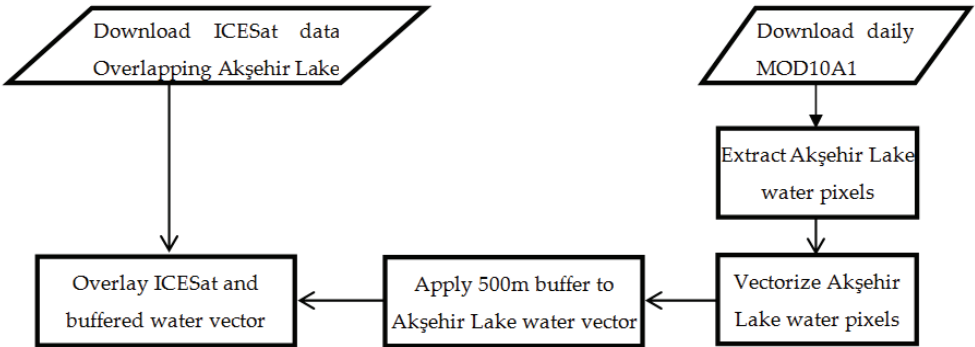 Download ICESat data
Overlapping Akşehir Lake
Download daily
MOD10A1
Extract Akşehir Lake
water pixels
Vectorize Akşehir
Lake water pixels
Apply 500m buffer to
Akşehir Lake water vector
Overlay ICESat and
buffered water vector